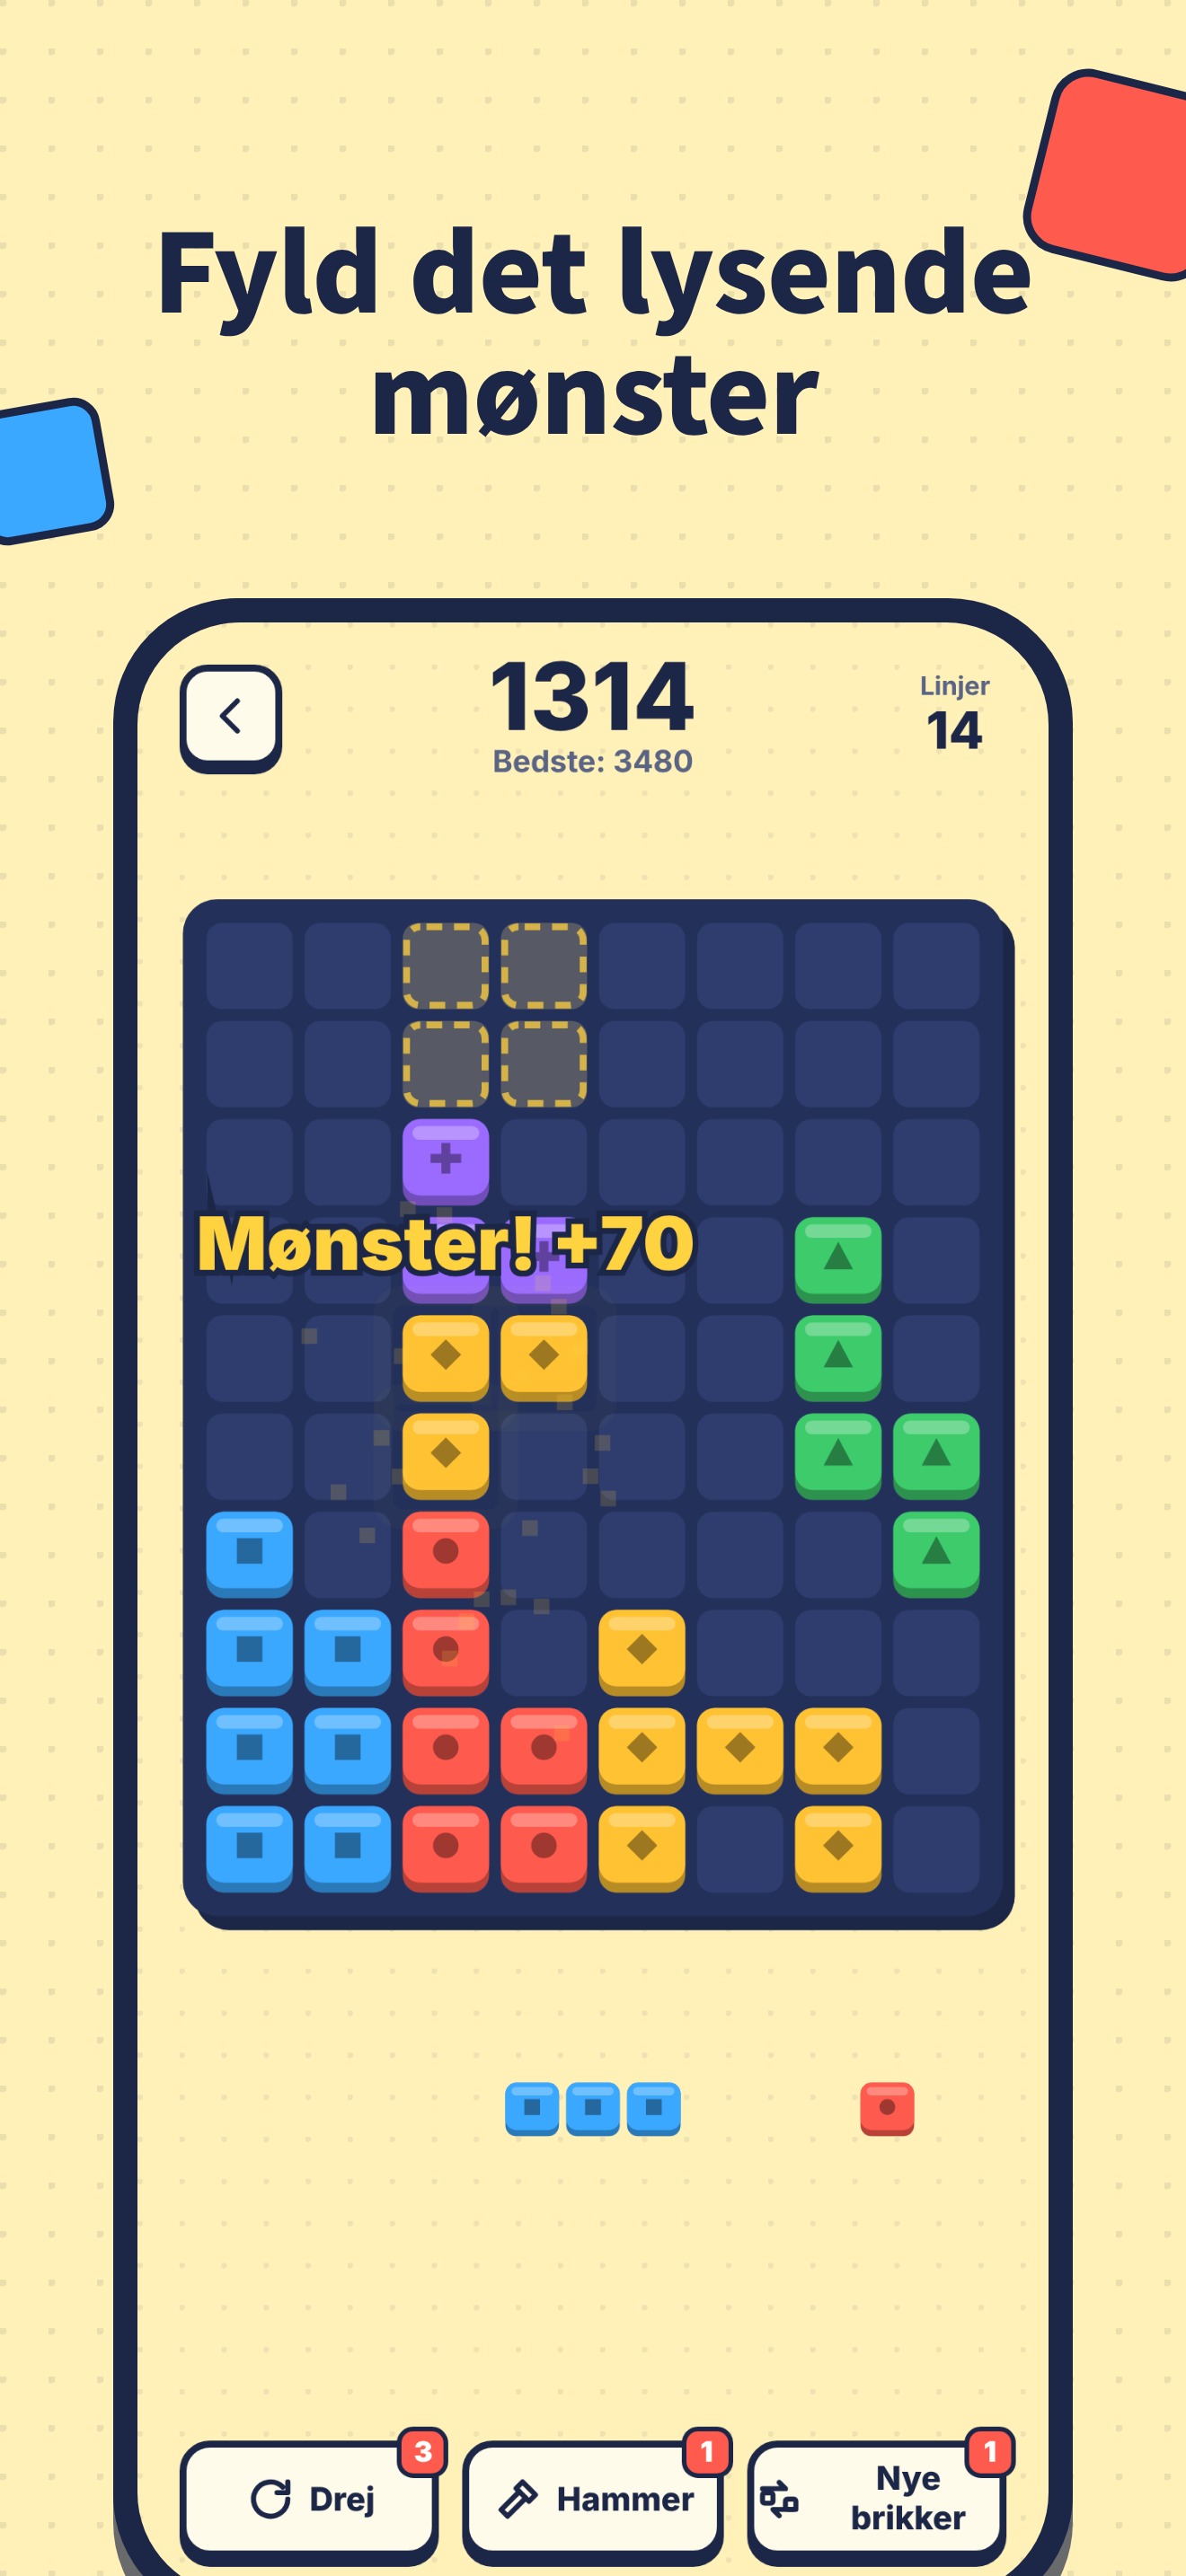 Fyld det lysende
mønster
1314
Bedste: 3480
Linjer
14
Mønster! +70
3
Drej
1
Hammer
1
Nye
brikker